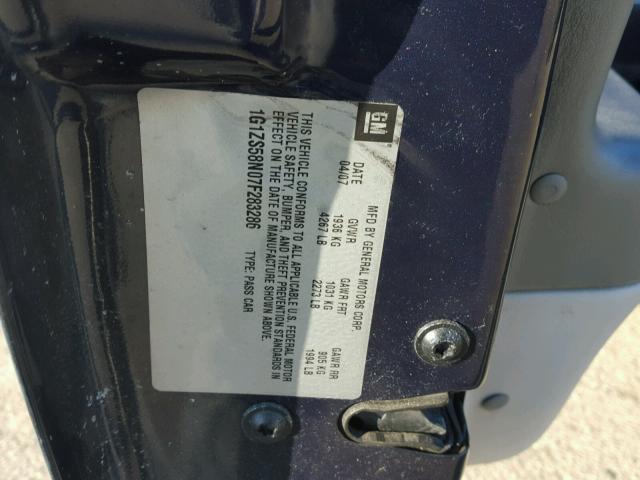 GM
MFD BY GENERAL MOTORS CORP.
DATE GVWR GAWR FRT GAWR RR
04/07 1936 KG 1031 KG 905 KG
4267 LB 2273 LB 1994 LB
THIS VEHICLE CONFORMS TO ALL APPLICABLE U.S. FEDERAL MOTOR
VEHICLE SAFETY, BUMPER, AND THEFT PREVENTION STANDARDS IN
EFFECT ON THE DATE OF MANUFACTURE SHOWN ABOVE.
1G1ZS58N07F283286 TYPE: PASS CAR